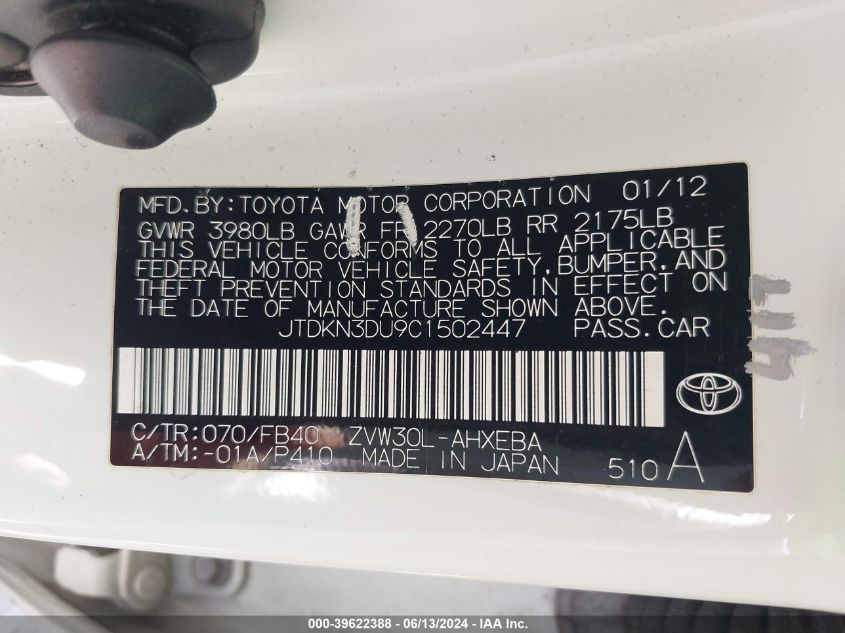 MFD.BY:TOYOTA MOTOR CORPORATION 01/12
GVWR 3980LB GAWR FR 2270LB RR 2175LB
THIS VEHICLE CONFORMS TO ALL APPLICABLE
FEDERAL MOTOR VEHICLE SAFETY,BUMPER,AND
THEFT PREVENTION STANDARDS IN EFFECT ON
THE DATE OF MANUFACTURE SHOWN ABOVE.
JTDKN3DU9C1502447 PASS.CAR
C/TR:070/FB40 ZVW30L-AHXEBA
A/TM:-01A/P410 MADE IN JAPAN 510 A
000-39622388 - 06/13/2024 - IAA Inc.